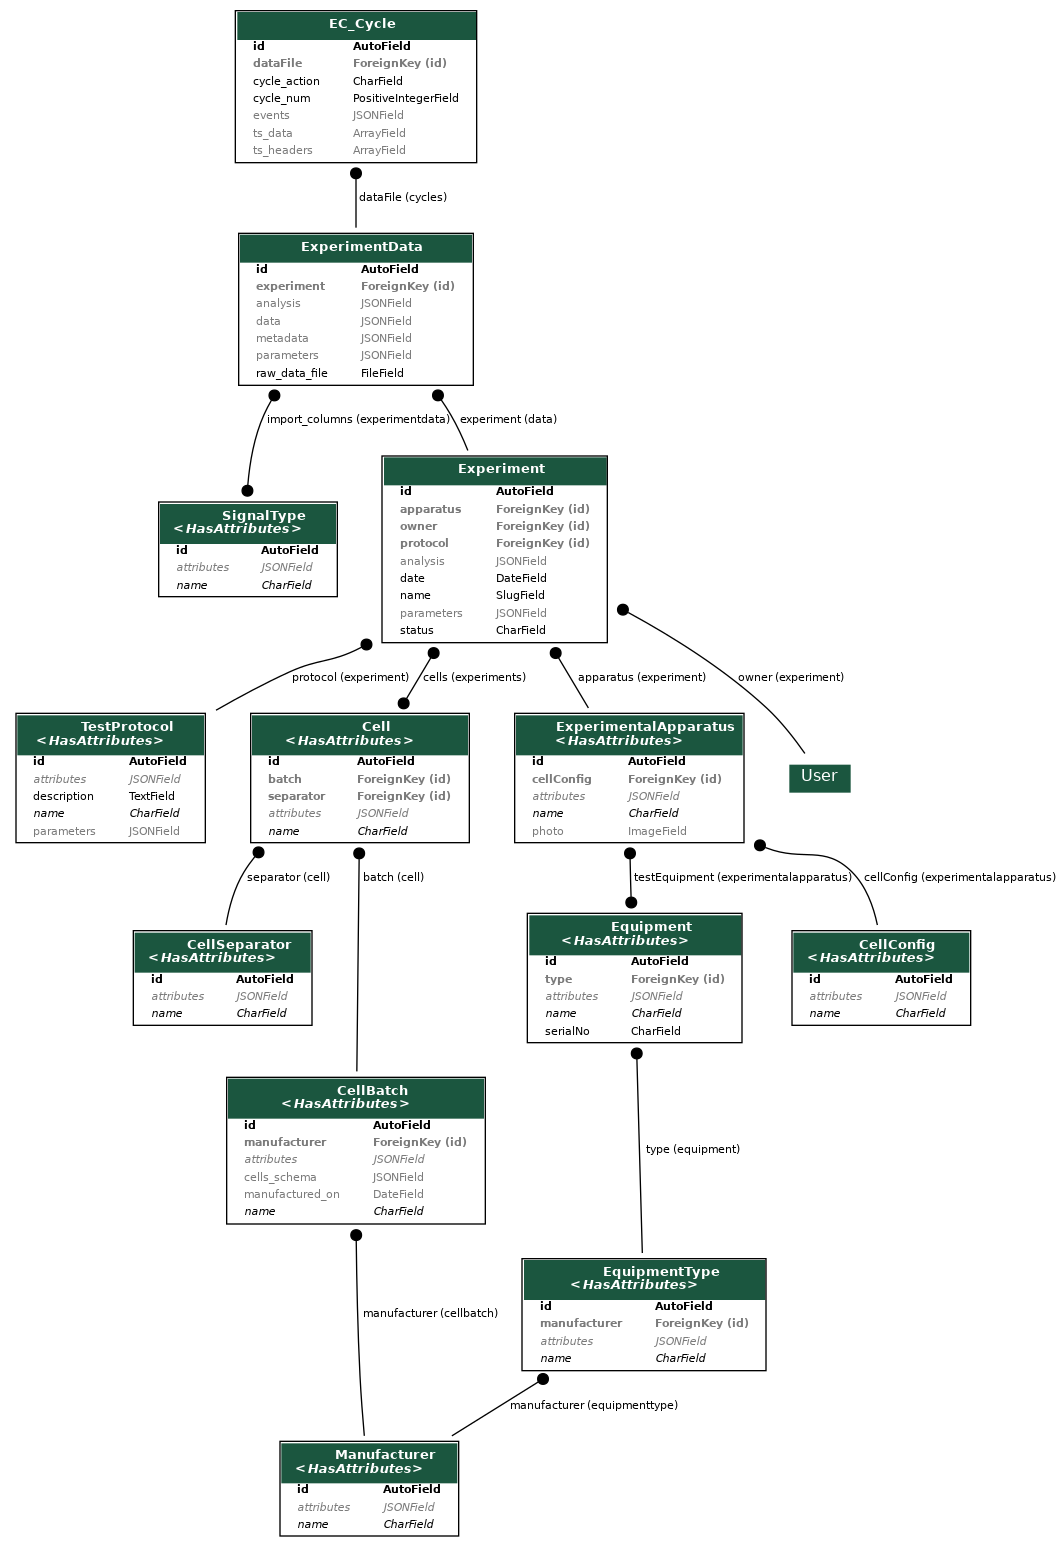 EC_Cycle
id AutoField
dataFile ForeignKey (id)
cycle_action CharField
cycle_num PositiveIntegerField
events JSONField
ts_data ArrayField
ts_headers ArrayField
dataFile (cycles)
ExperimentData
id AutoField
experiment ForeignKey (id)
analysis JSONField
data JSONField
metadata JSONField
parameters JSONField
raw_data_file FileField
import_columns (experimentdata)
experiment (data)
SignalType
<HasAttributes>
id AutoField
attributes JSONField
name CharField
Experiment
id AutoField
apparatus ForeignKey (id)
owner ForeignKey (id)
protocol ForeignKey (id)
analysis JSONField
date DateField
name SlugField
parameters JSONField
status CharField
protocol (experiment)
cells (experiments)
apparatus (experiment)
owner (experiment)
TestProtocol
<HasAttributes>
id AutoField
attributes JSONField
description TextField
name CharField
parameters JSONField
Cell
<HasAttributes>
id AutoField
batch ForeignKey (id)
separator ForeignKey (id)
attributes JSONField
name CharField
ExperimentalApparatus
<HasAttributes>
id AutoField
cellConfig ForeignKey (id)
attributes JSONField
name CharField
photo ImageField
User
separator (cell)
batch (cell)
testEquipment (experimentalapparatus)
cellConfig (experimentalapparatus)
CellSeparator
<HasAttributes>
id AutoField
attributes JSONField
name CharField
Equipment
<HasAttributes>
id AutoField
type ForeignKey (id)
attributes JSONField
name CharField
serialNo CharField
CellConfig
<HasAttributes>
id AutoField
attributes JSONField
name CharField
CellBatch
<HasAttributes>
id AutoField
manufacturer ForeignKey (id)
attributes JSONField
cells_schema JSONField
manufactured_on DateField
name CharField
type (equipment)
manufacturer (cellbatch)
EquipmentType
<HasAttributes>
id AutoField
manufacturer ForeignKey (id)
attributes JSONField
name CharField
manufacturer (equipmenttype)
Manufacturer
<HasAttributes>
id AutoField
attributes JSONField
name CharField